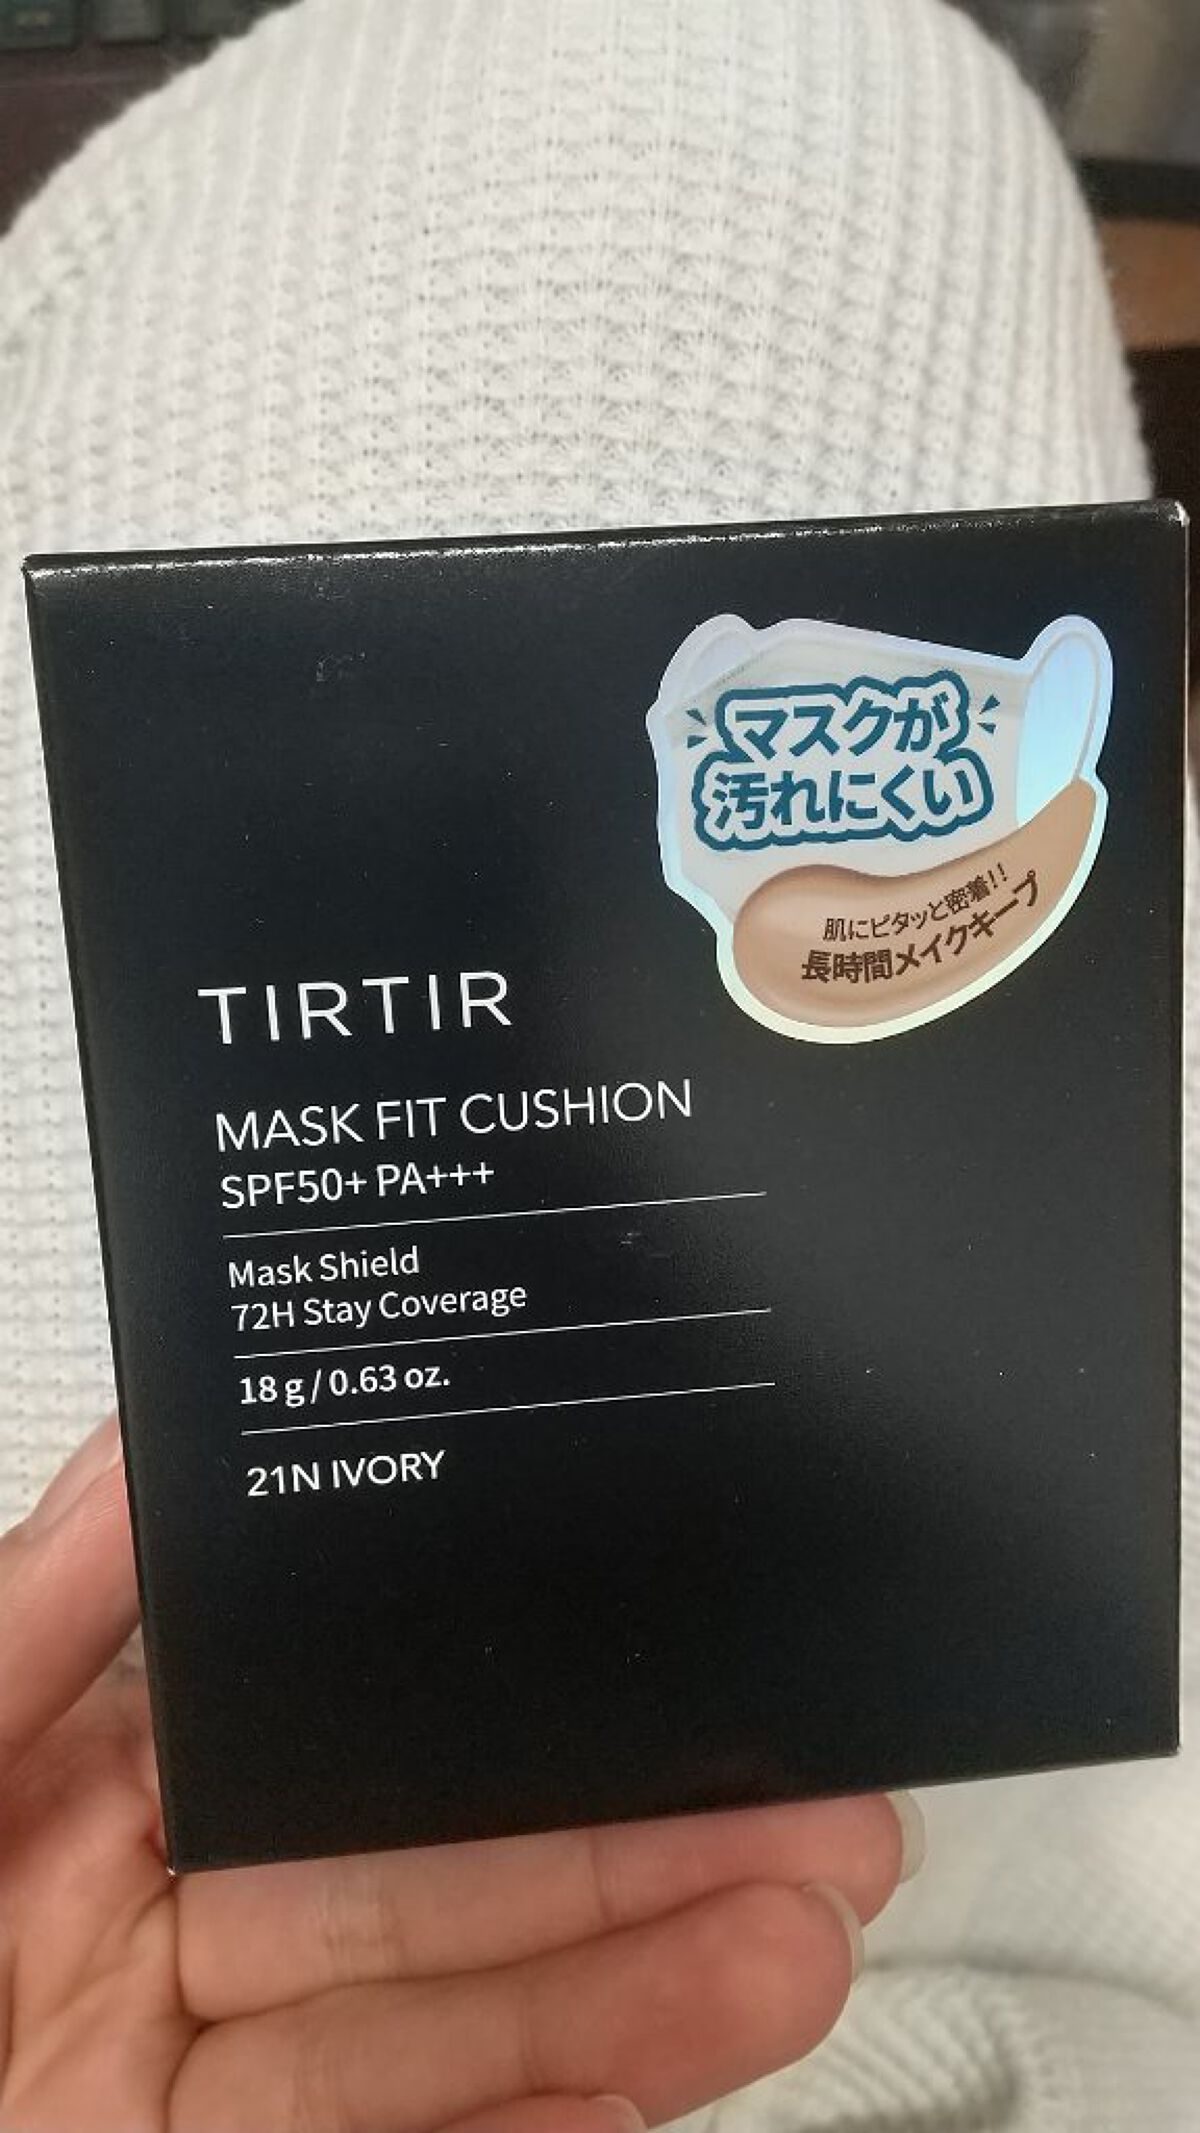 マスクが
汚れにくい
肌にピタッと密着!!
長時間メイクキープ
TIRTIR
MASK FIT CUSHION
SPF50+ PA+++
Mask Shield
72H Stay Coverage
18 g / 0.63 oz.
21N IVORY